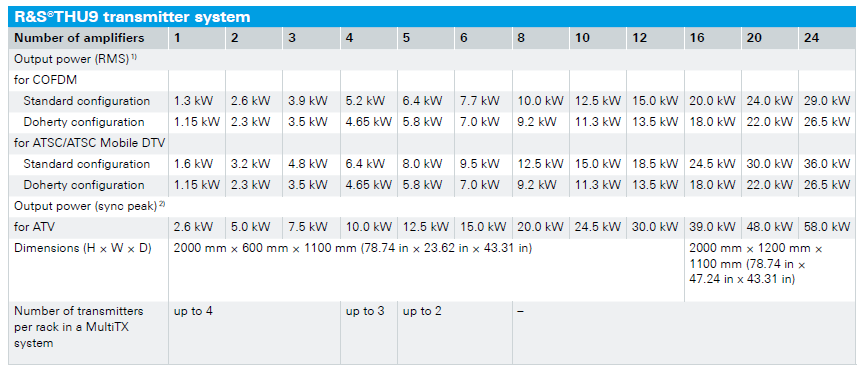 R&S®THU9 transmitter system
Number of amplifiers 1 2 3 4 5 6 8 10 12 16 20 24
Output power (RMS) 1)
for COFDM
Standard configuration 1.3 kW 2.6 kW 3.9 kW 5.2 kW 6.4 kW 7.7 kW 10.0 kW 12.5 kW 15.0 kW 20.0 kW 24.0 kW 29.0 kW
Doherty configuration 1.15 kW 2.3 kW 3.5 kW 4.65 kW 5.8 kW 7.0 kW 9.2 kW 11.3 kW 13.5 kW 18.0 kW 22.0 kW 26.5 kW
for ATSC/ATSC Mobile DTV
Standard configuration 1.6 kW 3.2 kW 4.8 kW 6.4 kW 8.0 kW 9.5 kW 12.5 kW 15.0 kW 18.5 kW 24.5 kW 30.0 kW 36.0 kW
Doherty configuration 1.15 kW 2.3 kW 3.5 kW 4.65 kW 5.8 kW 7.0 kW 9.2 kW 11.3 kW 13.5 kW 18.0 kW 22.0 kW 26.5 kW
Output power (sync peak) 2)
for ATV 2.6 kW 5.0 kW 7.5 kW 10.0 kW 12.5 kW 15.0 kW 20.0 kW 24.5 kW 30.0 kW 39.0 kW 48.0 kW 58.0 kW
Dimensions (H × W × D) 2000 mm × 600 mm × 1100 mm (78.74 in × 23.62 in × 43.31 in) 2000 mm × 1200 mm ×
1100 mm (78.74 in ×
47.24 in × 43.31 in)
Number of transmitters up to 4 up to 3 up to 2 –
per rack in a MultiTX
system